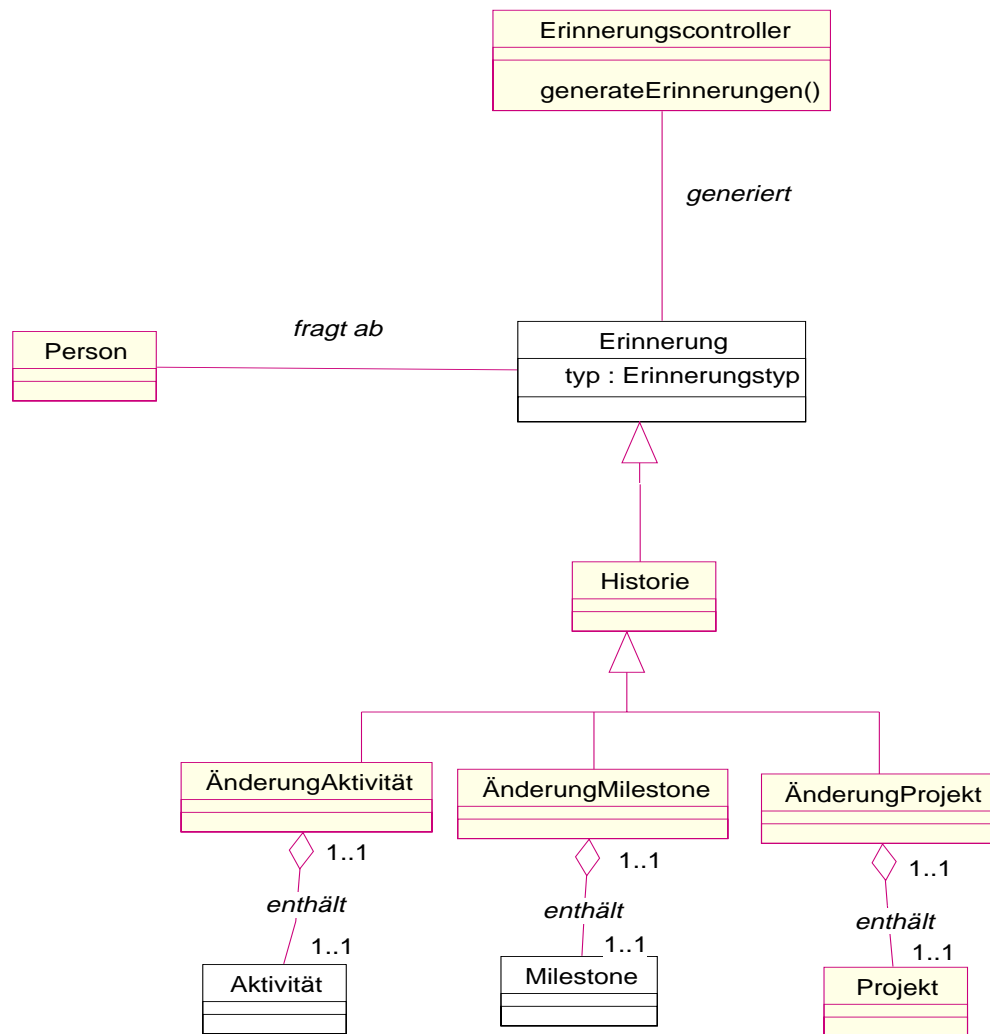 Erinnerungscontroller
generateErinnerungen()
generiert
fragt ab
Person
Erinnerung
typ : Erinnerungstyp
Historie
ÄnderungAktivität
ÄnderungMilestone
ÄnderungProjekt
1..1
1..1
1..1
enthält
enthält
enthält
1..1
1..1
1..1
Aktivität
Milestone
Projekt